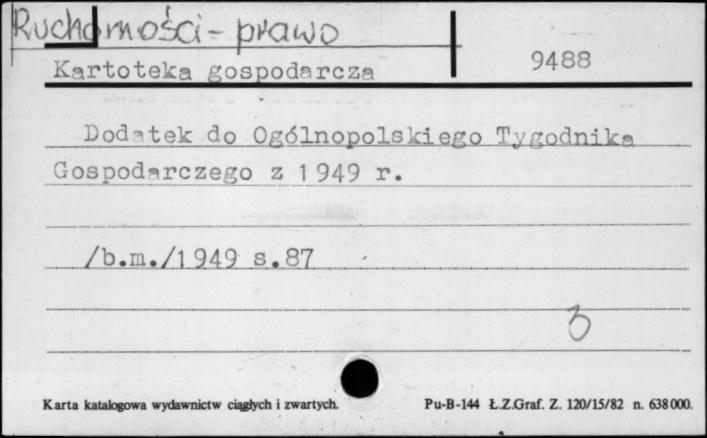 Ruchomości - prawo
Kartoteka gospodarcza 9488
Dodatek do Ogólnopolskiego Tygodnika
Gospodarczego z 1949 r.
/b.m./1949 s.87
3
Karta katalogowa wydawnictw ciągłych i zwartych. Pu-B-144 Ł.Z.Graf. Z. 120/15/82 n. 638000.